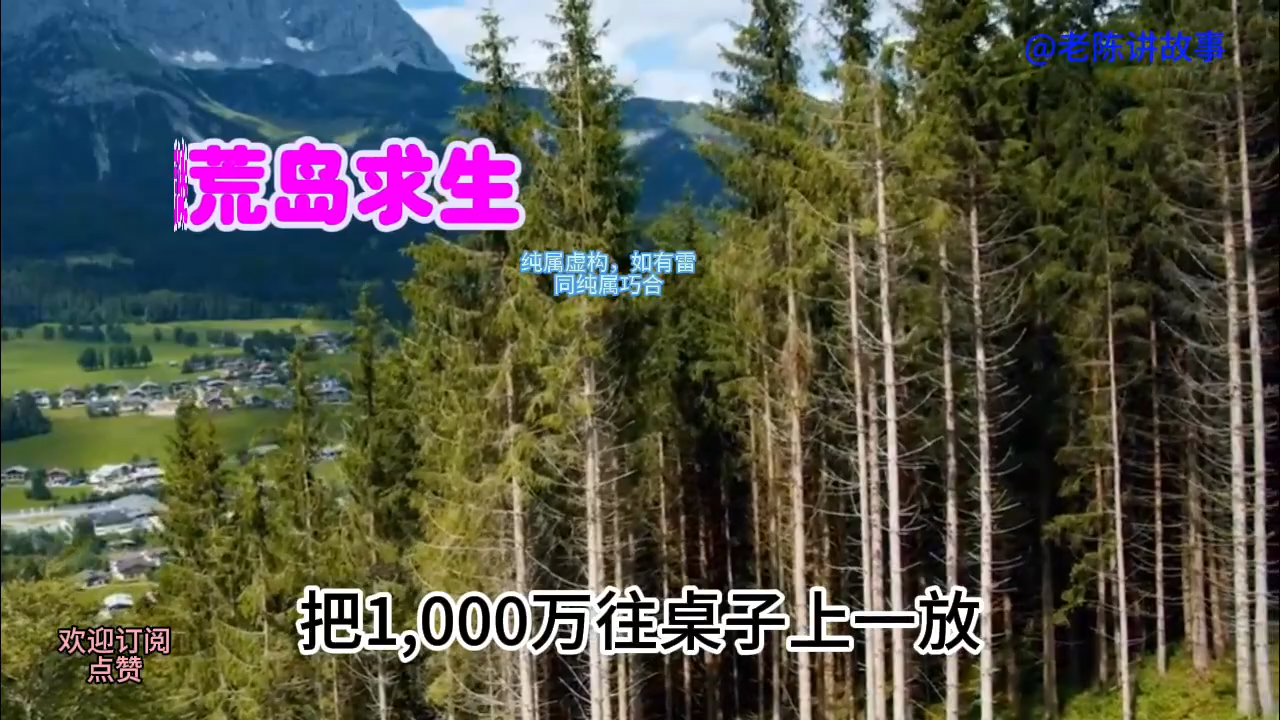 @老陈讲故事
荒岛求生
纯属虚构，如有雷
同纯属巧合
把1,000万往桌子上一放
欢迎订阅
点赞